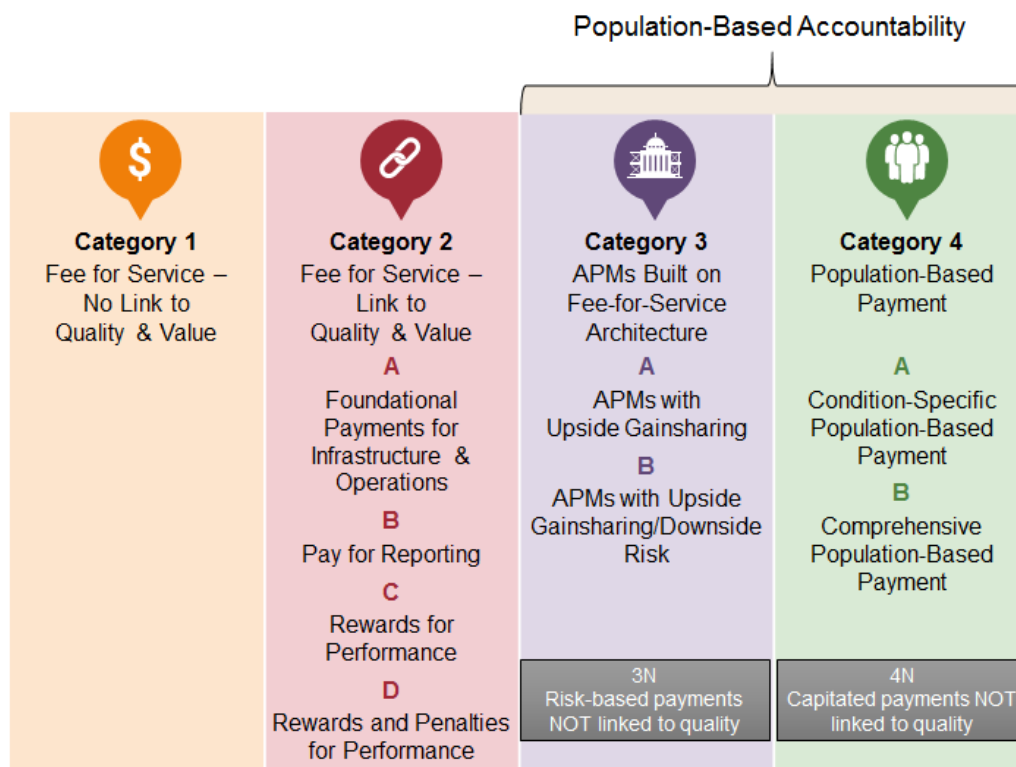 Population-Based Accountability
$
Category 1
Fee for Service –
No Link to
Quality & Value
Category 2
Fee for Service –
Link to
Quality & Value
A
Foundational
Payments for
Infrastructure &
Operations
B
Pay for Reporting
C
Rewards for
Performance
D
Rewards and Penalties
for Performance
Category 3
APMs Built on
Fee-for-Service
Architecture
A
APMs with
Upside Gainsharing
B
APMs with Upside
Gainsharing/Downside
Risk
3N
Risk-based payments
NOT linked to quality
Category 4
Population-Based
Payment
A
Condition-Specific
Population-Based
Payment
B
Comprehensive
Population-Based
Payment
4N
Capitated payments NOT
linked to quality